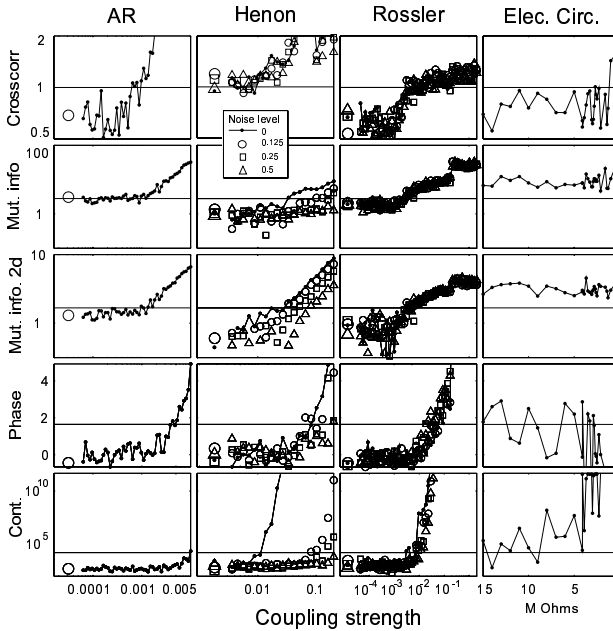 AR Henon Rossler Elec. Circ.
Crosscorr
2
1
0.5
Noise level
0
0.125
0.25
0.5
Mut. info
100
1
Mut. info. 2d
10
1
Phase
4
2
0
Cont.
10^10
10^5
0.0001 0.001 0.005
0.01 0.1
10^-4 10^-3 10^-2 10^-1
15 10 5
M Ohms
Coupling strength